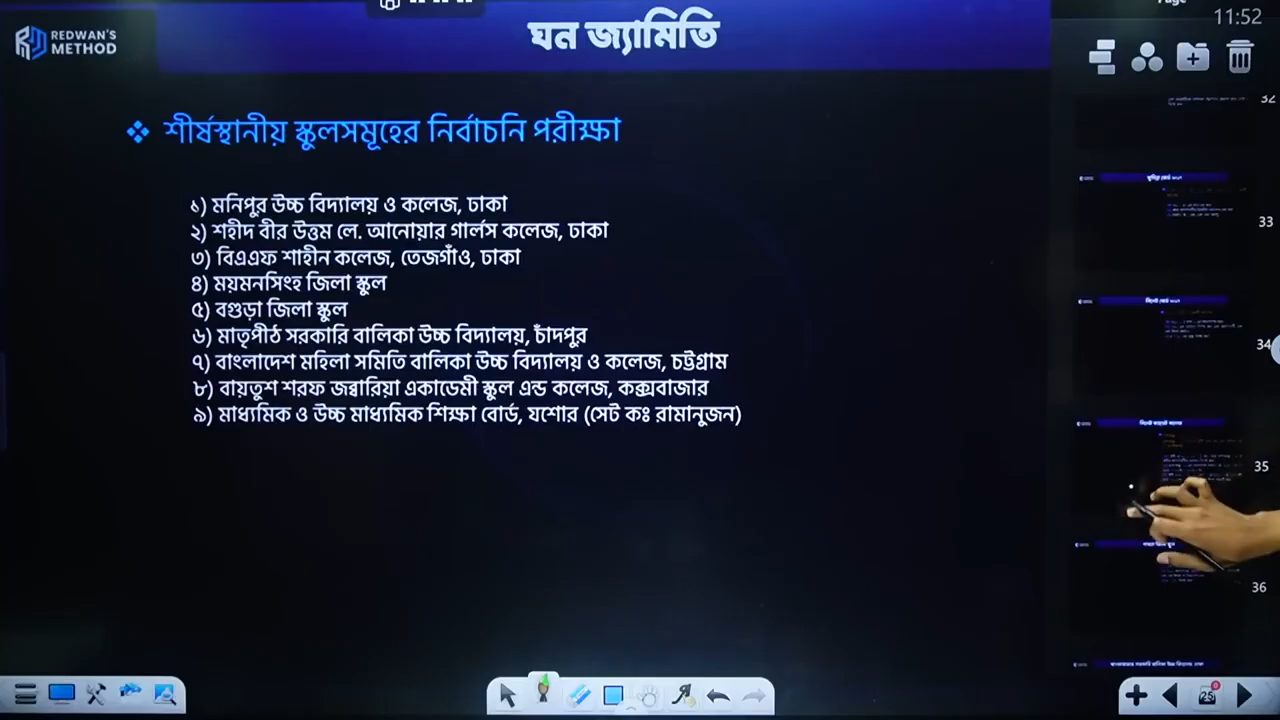 ঘন জ্যামিতি
REDWAN'S
METHOD
Page
11:52
❖ শীর্ষস্থানীয় স্কুলসমূহের নির্বাচনি পরীক্ষা
১) মনিপুর উচ্চ বিদ্যালয় ও কলেজ, ঢাকা
২) শহীদ বীর উত্তম লে. আনোয়ার গার্লস কলেজ, ঢাকা
৩) বিএএফ শাহীন কলেজ, তেজগাঁও, ঢাকা
৪) ময়মনসিংহ জিলা স্কুল
৫) বগুড়া জিলা স্কুল
৬) মাতৃপীঠ সরকারি বালিকা উচ্চ বিদ্যালয়, চাঁদপুর
৭) বাংলাদেশ মহিলা সমিতি বালিকা উচ্চ বিদ্যালয় ও কলেজ, চট্টগ্রাম
৮) বায়তুশ শরফ জব্বারিয়া একাডেমী স্কুল এন্ড কলেজ, কক্সবাজার
৯) মাধ্যমিক ও উচ্চ মাধ্যমিক শিক্ষা বোর্ড, যশোর (সেট কঃ রামানুজন)
32
33
34
35
36
25